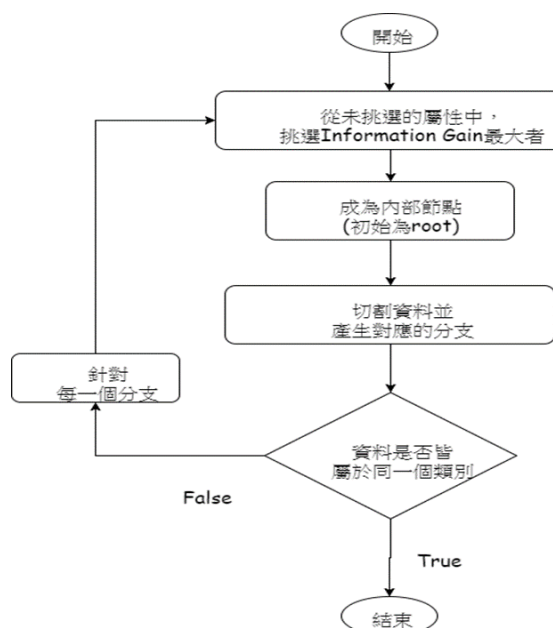 開始
從未挑選的屬性中，
挑選Information Gain最大者
成為內部節點
(初始為root)
切割資料並
產生對應的分支
針對
每一個分支
資料是否皆
屬於同一個類別
False
True
結束